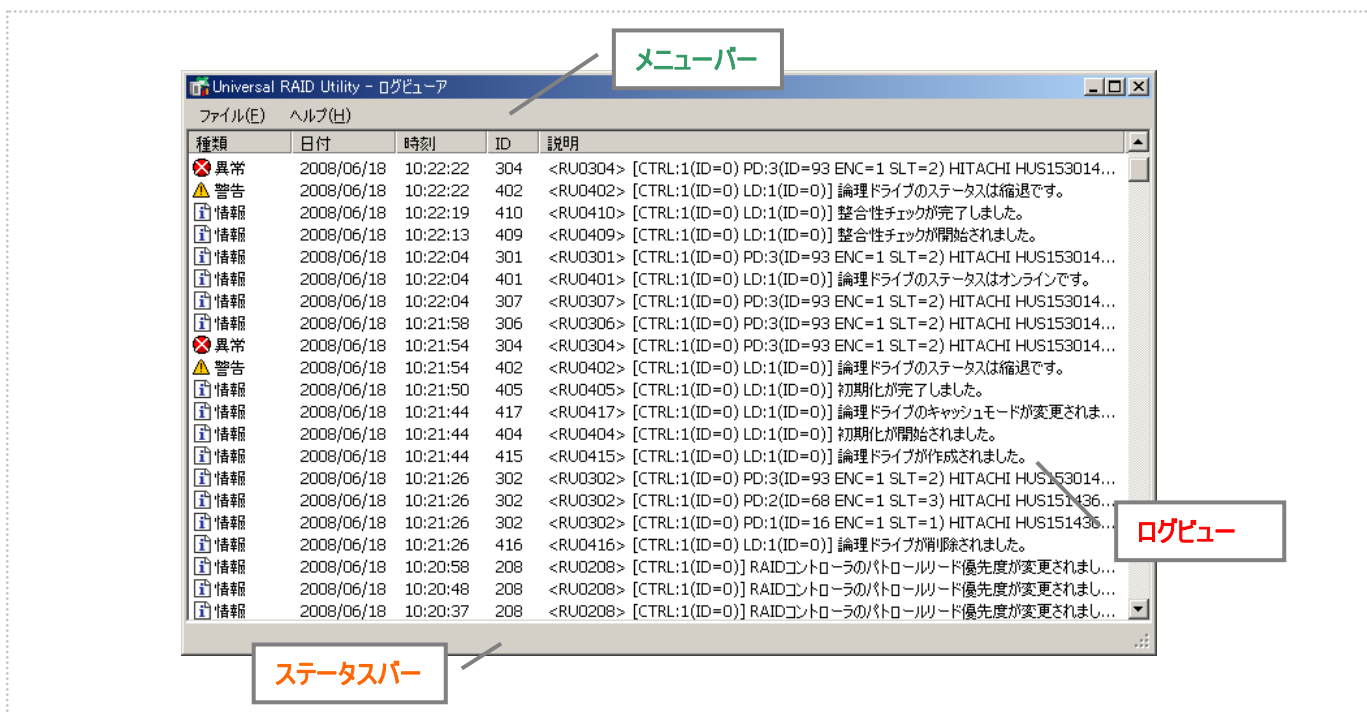 メニューバー
Universal RAID Utility - ログビューア
ファイル(F) ヘルプ(H)
種類 日付 時刻 ID 説明
異常 2008/06/18 10:22:22 304 <RU0304> [CTRL:1(ID=0) PD:3(ID=93 ENC=1 SLT=2) HITACHI HUS153014...
警告 2008/06/18 10:22:22 402 <RU0402> [CTRL:1(ID=0) LD:1(ID=0)] 論理ドライブのステータスは縮退です。
情報 2008/06/18 10:22:19 410 <RU0410> [CTRL:1(ID=0) LD:1(ID=0)] 整合性チェックが完了しました。
情報 2008/06/18 10:22:13 409 <RU0409> [CTRL:1(ID=0) LD:1(ID=0)] 整合性チェックが開始されました。
情報 2008/06/18 10:22:04 301 <RU0301> [CTRL:1(ID=0) PD:3(ID=93 ENC=1 SLT=2) HITACHI HUS153014...
情報 2008/06/18 10:22:04 401 <RU0401> [CTRL:1(ID=0) LD:1(ID=0)] 論理ドライブのステータスはオンラインです。
情報 2008/06/18 10:22:04 307 <RU0307> [CTRL:1(ID=0) PD:3(ID=93 ENC=1 SLT=2) HITACHI HUS153014...
情報 2008/06/18 10:21:58 306 <RU0306> [CTRL:1(ID=0) PD:3(ID=93 ENC=1 SLT=2) HITACHI HUS153014...
異常 2008/06/18 10:21:54 304 <RU0304> [CTRL:1(ID=0) PD:3(ID=93 ENC=1 SLT=2) HITACHI HUS153014...
警告 2008/06/18 10:21:54 402 <RU0402> [CTRL:1(ID=0) LD:1(ID=0)] 論理ドライブのステータスは縮退です。
情報 2008/06/18 10:21:50 405 <RU0405> [CTRL:1(ID=0) LD:1(ID=0)] 初期化が完了しました。
情報 2008/06/18 10:21:44 417 <RU0417> [CTRL:1(ID=0) LD:1(ID=0)] 論理ドライブのキャッシュモードが変更されま...
情報 2008/06/18 10:21:44 404 <RU0404> [CTRL:1(ID=0) LD:1(ID=0)] 初期化が開始されました。
情報 2008/06/18 10:21:44 415 <RU0415> [CTRL:1(ID=0) LD:1(ID=0)] 論理ドライブが作成されました。
情報 2008/06/18 10:21:26 302 <RU0302> [CTRL:1(ID=0) PD:3(ID=93 ENC=1 SLT=2) HITACHI HUS153014...
情報 2008/06/18 10:21:26 302 <RU0302> [CTRL:1(ID=0) PD:2(ID=68 ENC=1 SLT=3) HITACHI HUS151436...
情報 2008/06/18 10:21:26 302 <RU0302> [CTRL:1(ID=0) PD:1(ID=16 ENC=1 SLT=1) HITACHI HUS151436...
情報 2008/06/18 10:21:26 416 <RU0416> [CTRL:1(ID=0) LD:1(ID=0)] 論理ドライブが削除されました。
情報 2008/06/18 10:20:58 208 <RU0208> [CTRL:1(ID=0)] RAIDコントローラのパトロールリード優先度が変更されまし...
情報 2008/06/18 10:20:48 208 <RU0208> [CTRL:1(ID=0)] RAIDコントローラのパトロールリード優先度が変更されまし...
情報 2008/06/18 10:20:37 208 <RU0208> [CTRL:1(ID=0)] RAIDコントローラのパトロールリード優先度が変更されまし...
ログビュー
ステータスバー